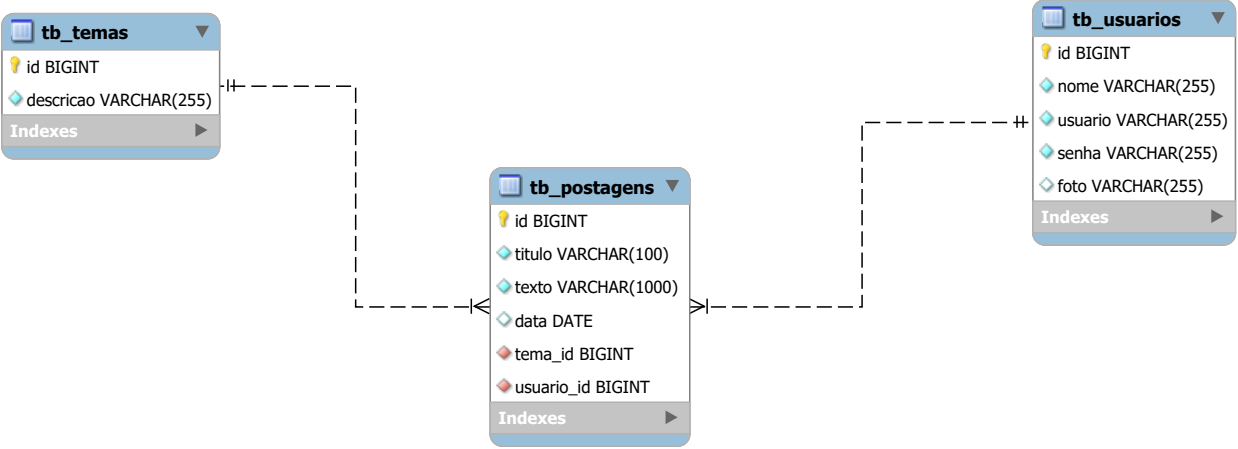 tb_temas
id BIGINT
descricao VARCHAR(255)
Indexes
tb_postagens
id BIGINT
titulo VARCHAR(100)
texto VARCHAR(1000)
data DATE
tema_id BIGINT
usuario_id BIGINT
Indexes
tb_usuarios
id BIGINT
nome VARCHAR(255)
usuario VARCHAR(255)
senha VARCHAR(255)
foto VARCHAR(255)
Indexes